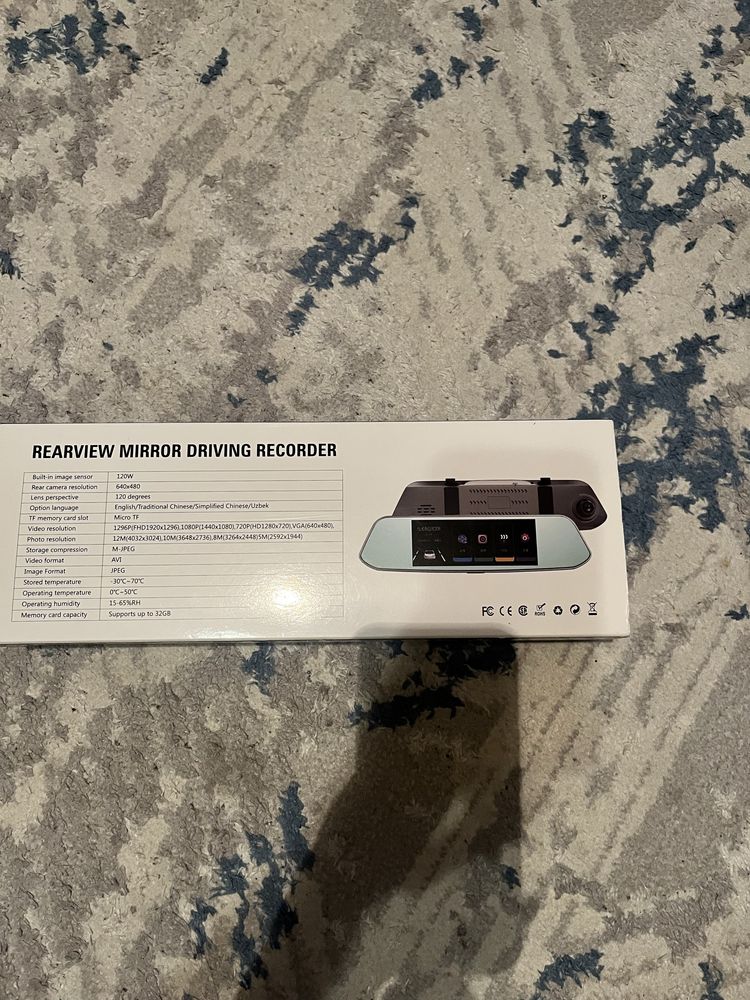 REARVIEW MIRROR DRIVING RECORDER
Built-in image sensor 120W
Rear camera resolution 640x480
Lens perspective 120 degrees
Option language English/Traditional Chinese/Simplified Chinese/Uzbek
TF memory card slot Micro TF
Video resolution 1296P(FHD1920x1296),1080P(1440x1080),720P(HD1280x720),VGA(640x480),
Photo resolution 12M(4032x3024),10M(3648x2736),8M(3264x2448)5M(2592x1944)
Storage compression M-JPEG
Video format AVI
Image Format JPEG
Stored temperature -30℃~70℃
Operating temperature 0℃~50℃
Operating humidity 15-65%RH
Memory card capacity Supports up to 32GB
FC CE ROHS